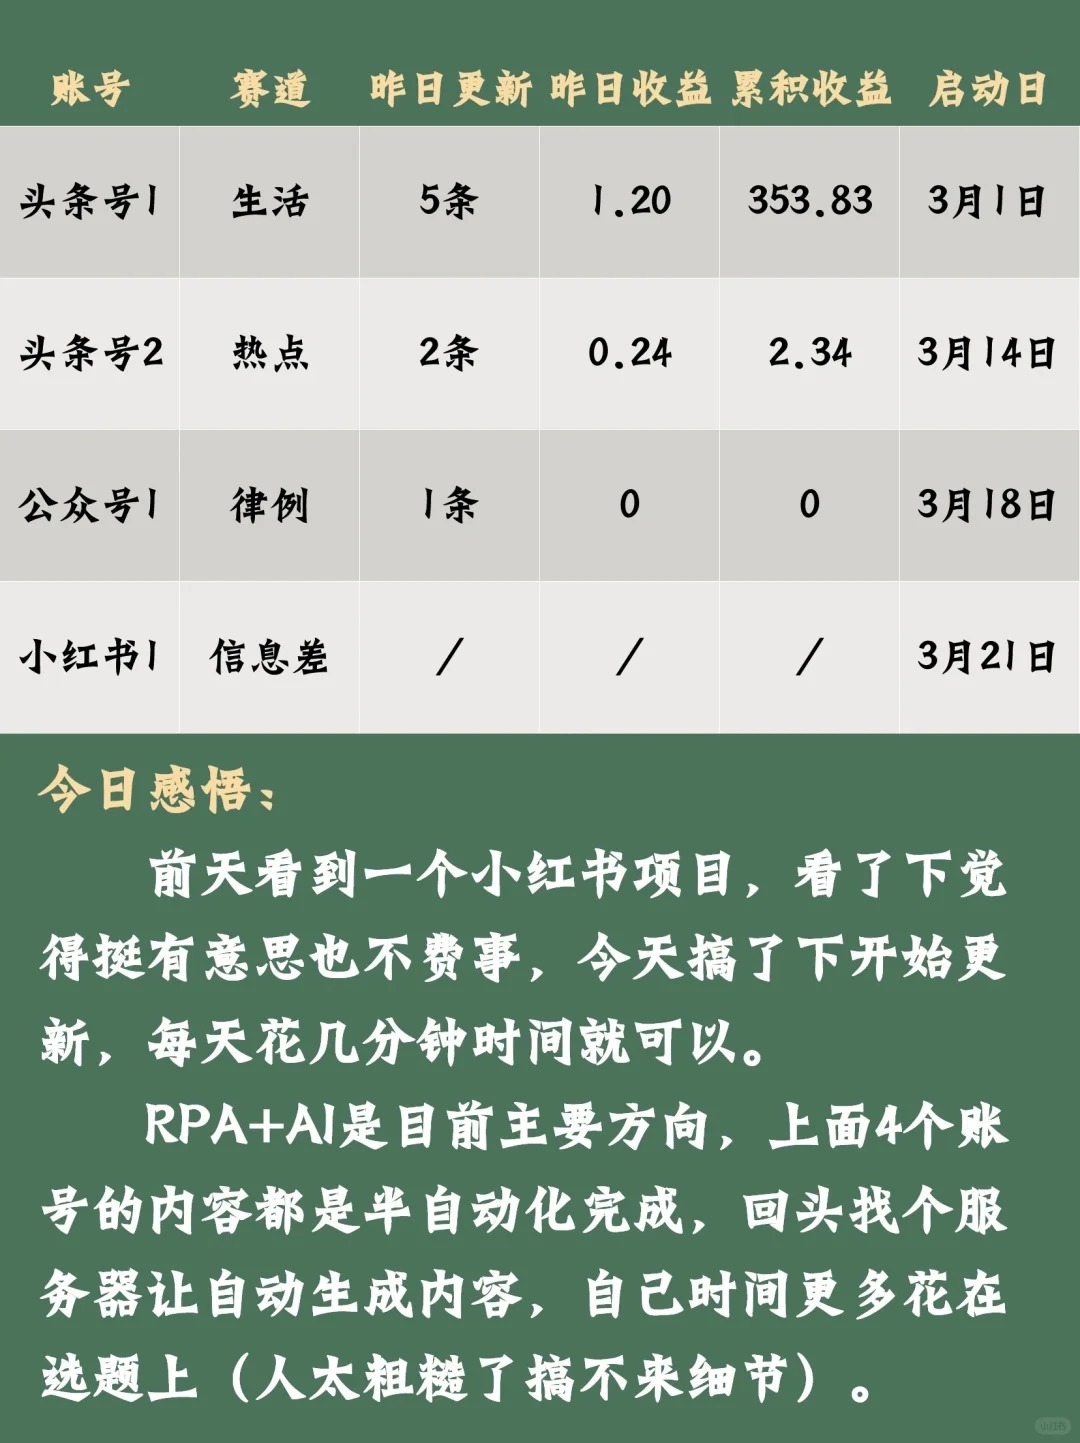 账号 赛道 昨日更新 昨日收益 累积收益 启动日
头条号1 生活 5条 1.20 353.83 3月1日
头条号2 热点 2条 0.24 2.34 3月14日
公众号1 律例 1条 0 0 3月18日
小红书1 信息差 / / / 3月21日
今日感悟：
前天看到一个小红书项目，看了下觉
得挺有意思也不费事，今天搞了下开始更
新，每天花几分钟时间就可以。
RPA+AI是目前主要方向，上面4个账
号的内容都是半自动化完成，回头找个服
务器让自动生成内容，自己时间更多花在
选题上（人太粗糙了搞不来细节）。
小红书